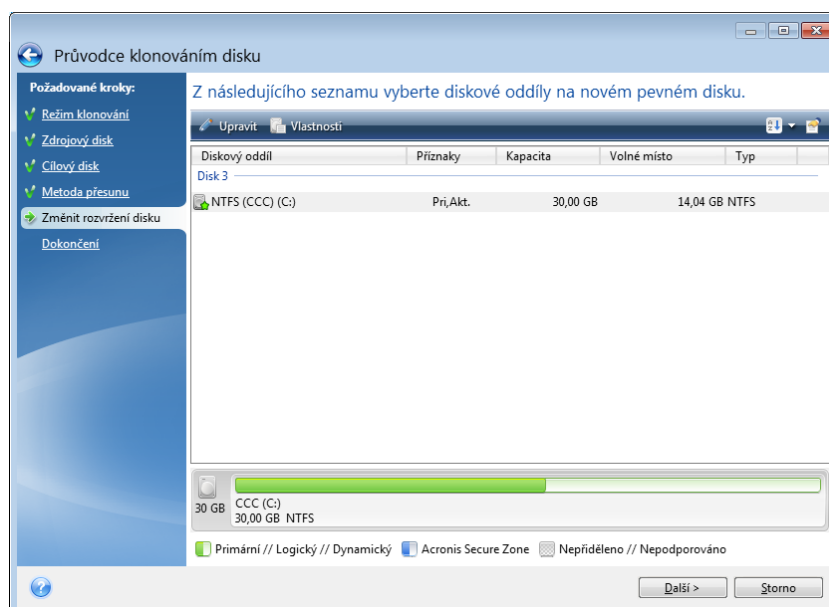 Průvodce klonováním disku
Požadované kroky:
Režim klonování
Zdrojový disk
Cílový disk
Metoda přesunu
Změnit rozvržení disku
Dokončení
Z následujícího seznamu vyberte diskové oddíly na novém pevném disku.
Upravit Vlastnosti
Diskový oddíl Příznaky Kapacita Volné místo Typ
Disk 3
NTFS (CCC) (C:) Pri,Akt. 30,00 GB 14,04 GB NTFS
30 GB
CCC (C:)
30,00 GB NTFS
Primární // Logický // Dynamický Acronis Secure Zone Nepřiděleno // Nepodporováno
Další > Storno